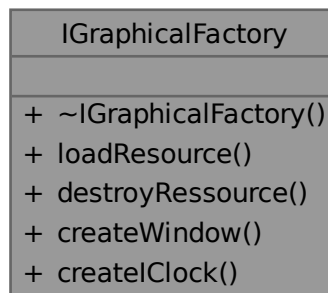 IGraphicalFactory
+ ~IGraphicalFactory()
+ loadResource()
+ destroyRessource()
+ createWindow()
+ createIClock()